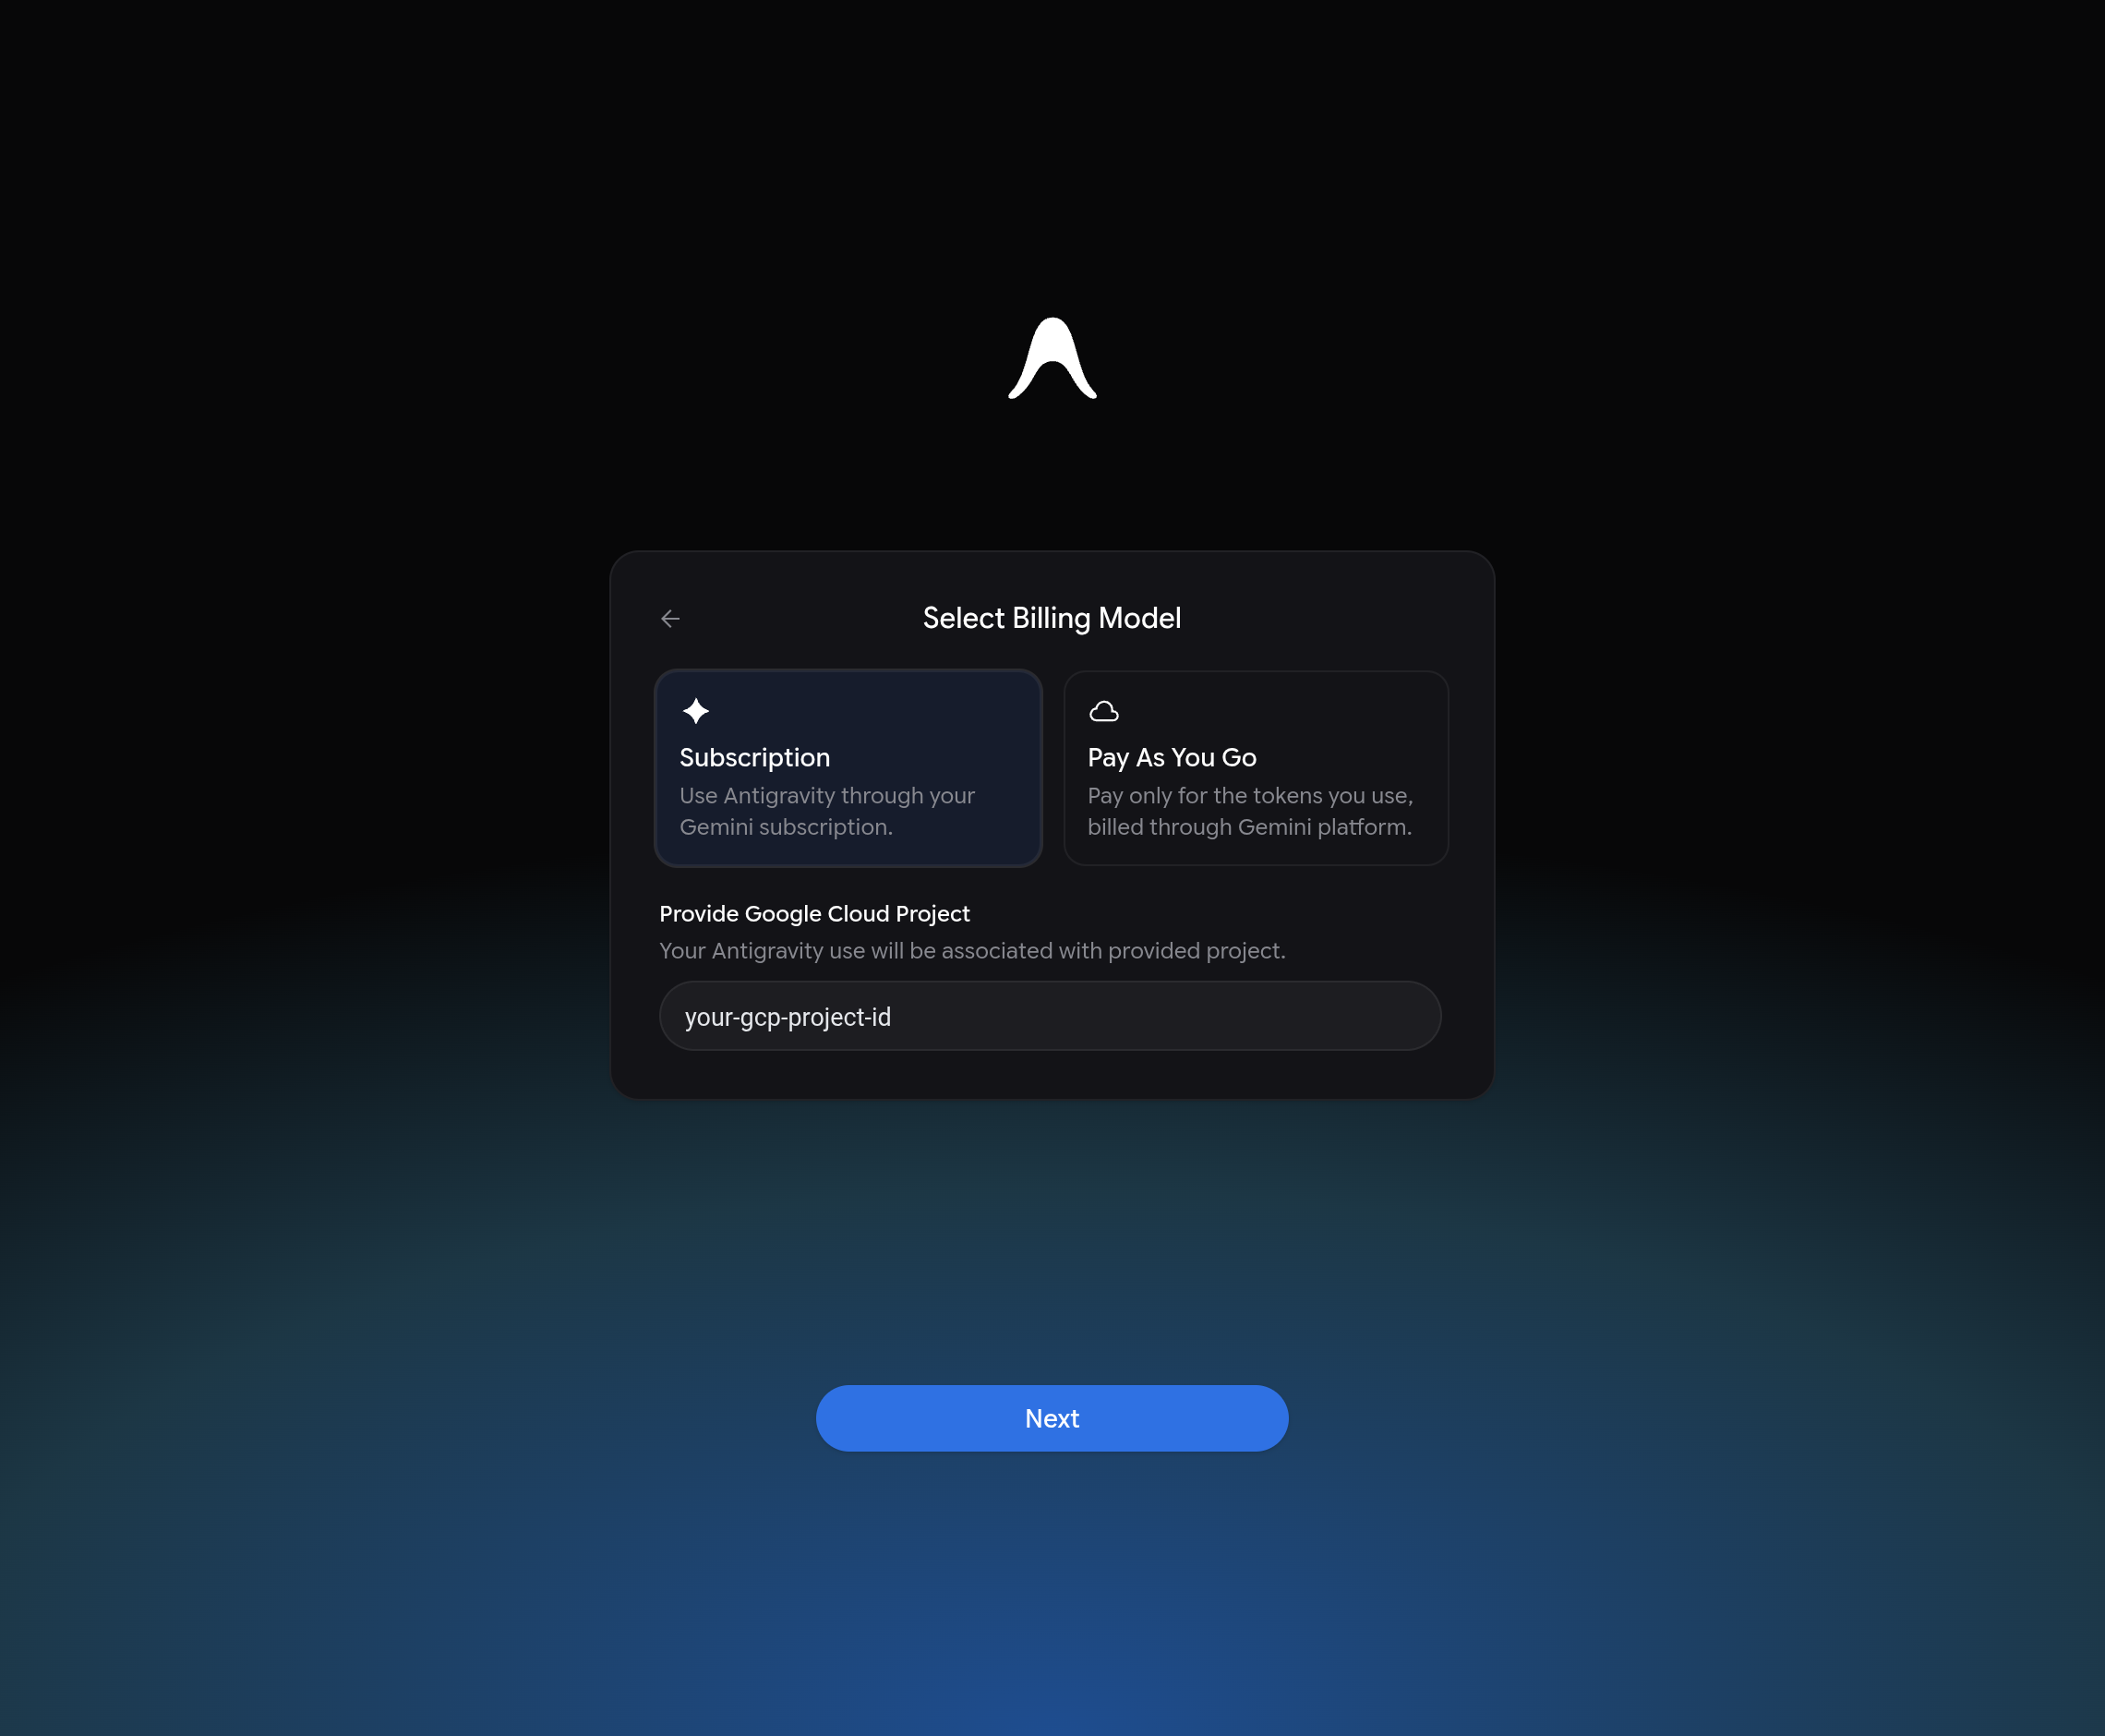 Select Billing Model
Subscription
Use Antigravity through your
Gemini subscription.
Pay As You Go
Pay only for the tokens you use,
billed through Gemini platform.
Provide Google Cloud Project
Your Antigravity use will be associated with provided project.
your-gcp-project-id
Next